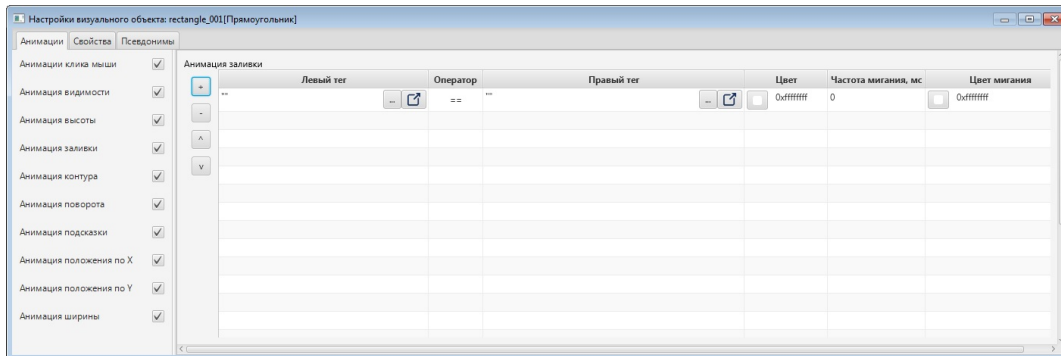 Настройки визуального объекта: rectangle_001[Прямоугольник]
Анимации Свойства Псевдонимы
Анимации клика мыши
Анимация видимости
Анимация высоты
Анимация заливки
Анимация контура
Анимация поворота
Анимация подсказки
Анимация положения по X
Анимация положения по Y
Анимация ширины
Анимация заливки
+
-
^
v
Левый тег Оператор Правый тег Цвет Частота мигания, мс Цвет мигания
"" ... == "" ... 0xffffffff 0 0xffffffff